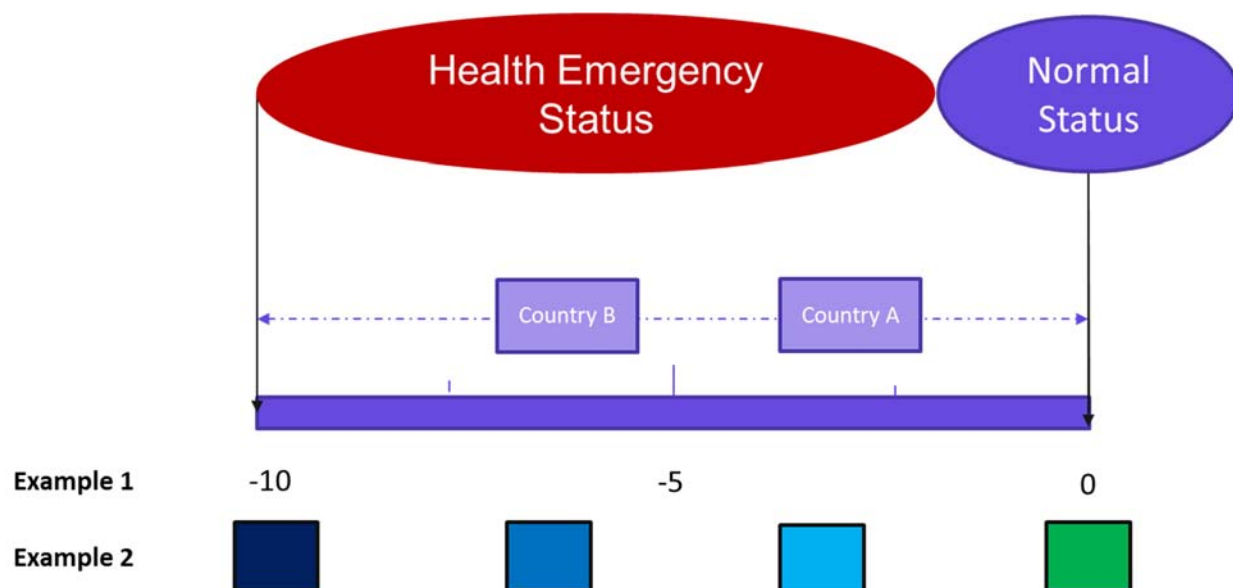 Health Emergency
Status
Normal
Status
Country B
Country A
Example 1
-10
-5
0
Example 2